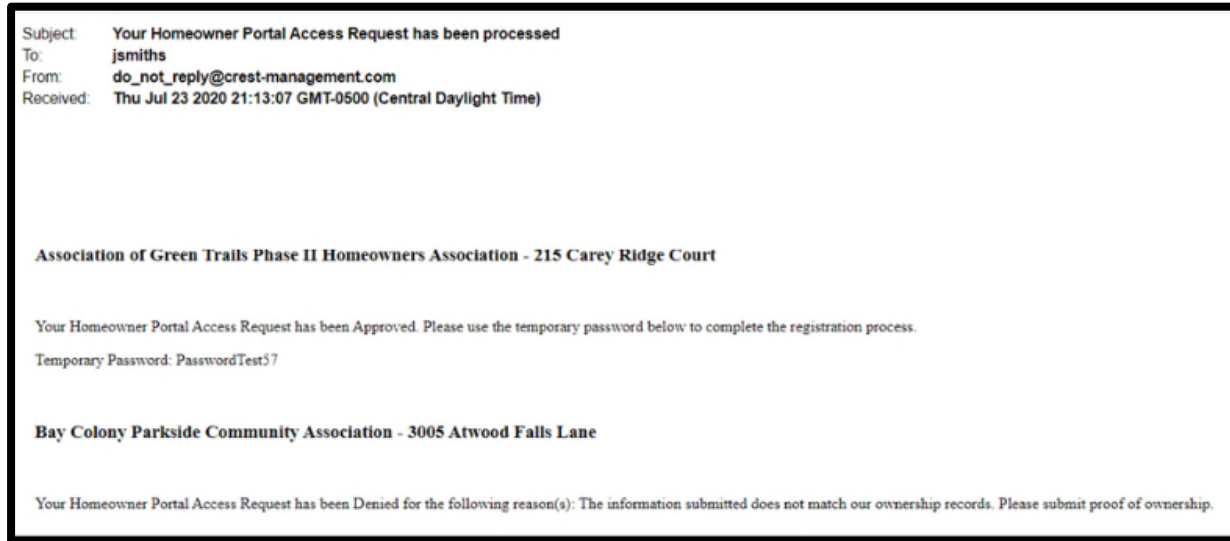 Subject: Your Homeowner Portal Access Request has been processed
To: jsmiths
From: do_not_reply@crest-management.com
Received: Thu Jul 23 2020 21:13:07 GMT-0500 (Central Daylight Time)
Association of Green Trails Phase II Homeowners Association - 215 Carey Ridge Court
Your Homeowner Portal Access Request has been Approved. Please use the temporary password below to complete the registration process.
Temporary Password: PasswordTest57
Bay Colony Parkside Community Association - 3005 Atwood Falls Lane
Your Homeowner Portal Access Request has been Denied for the following reason(s): The information submitted does not match our ownership records. Please submit proof of ownership.